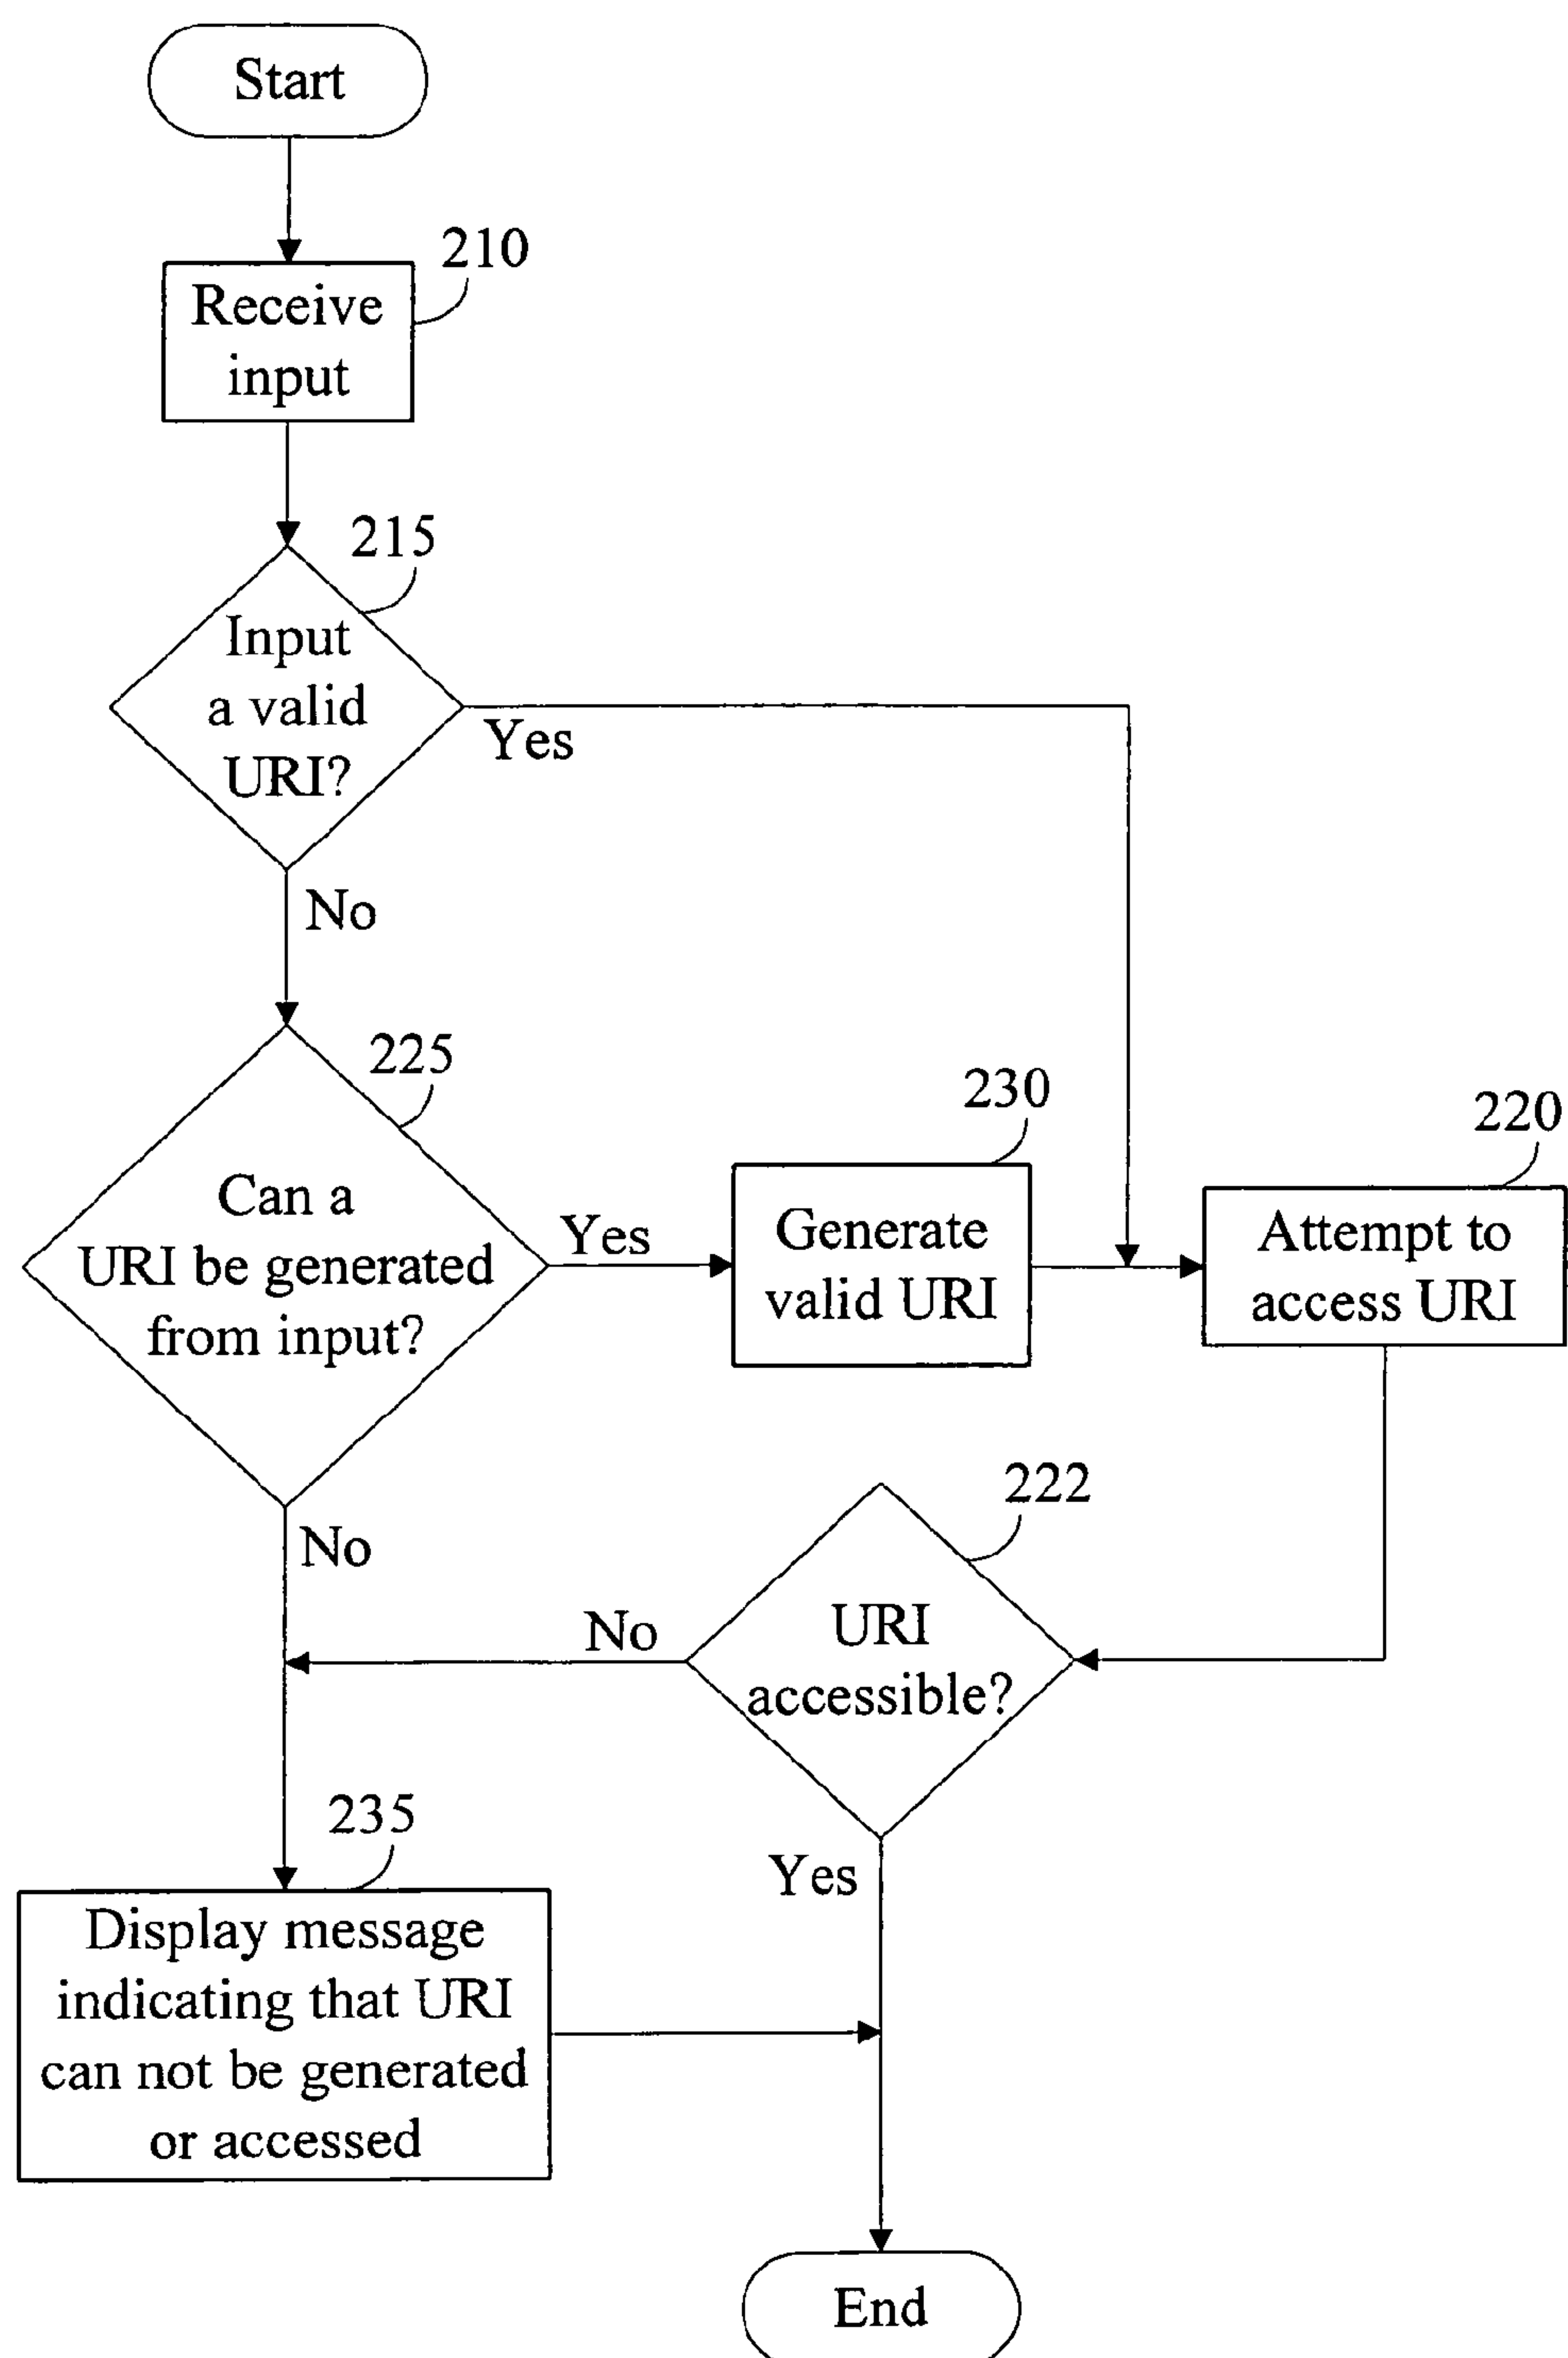 Start
210
Receive
input
215
Input
a valid
URI?
Yes
No
225
Can a
URI be generated
from input?
Yes
230
Generate
valid URI
220
Attempt to
access URI
No
222
URI
accessible?
No
Yes
235
Display message
indicating that URI
can not be generated
or accessed
End